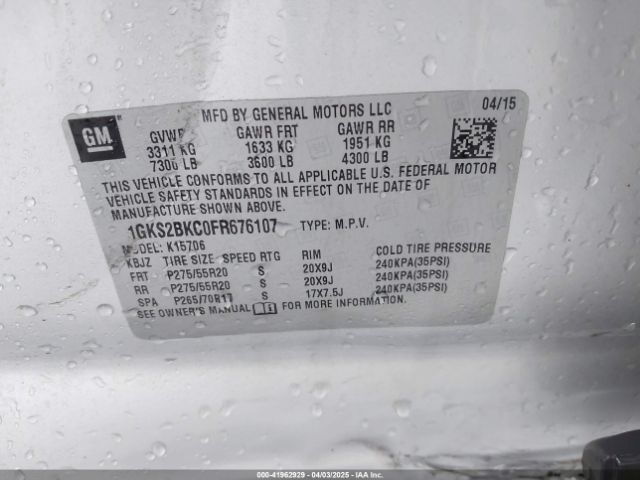 MFD BY GENERAL MOTORS LLC 04/15
GM
GVWR GAWR FRT GAWR RR
3311 KG 1633 KG 1951 KG
7300 LB 3600 LB 4300 LB
THIS VEHICLE CONFORMS TO ALL APPLICABLE U.S. FEDERAL MOTOR
VEHICLE SAFETY STANDARDS IN EFFECT ON THE DATE OF
MANUFACTURE SHOWN ABOVE.
1GKS2BKC0FR676107 TYPE: M.P.V.
MODEL: K15706
KBJZ TIRE SIZE SPEED RTG RIM COLD TIRE PRESSURE
FRT P275/55R20 S 20X9J 240KPA(35PSI)
RR P275/55R20 S 20X9J 240KPA(35PSI)
SPA P265/70R17 S 17X7.5J 240KPA(35PSI)
SEE OWNER'S MANUAL FOR MORE INFORMATION.
000-41962929 - 04/03/2025 - IAAI.com